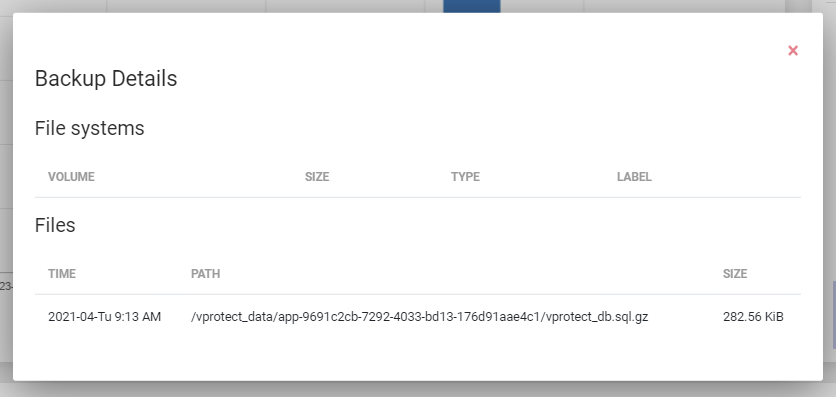 ×
Backup Details
File systems
VOLUME SIZE TYPE LABEL
Files
TIME PATH SIZE
23-
2021-04-Tu 9:13 AM /vprotect_data/app-9691c2cb-7292-4033-bd13-176d91aae4c1/vprotect_db.sql.gz 282.56 KiB